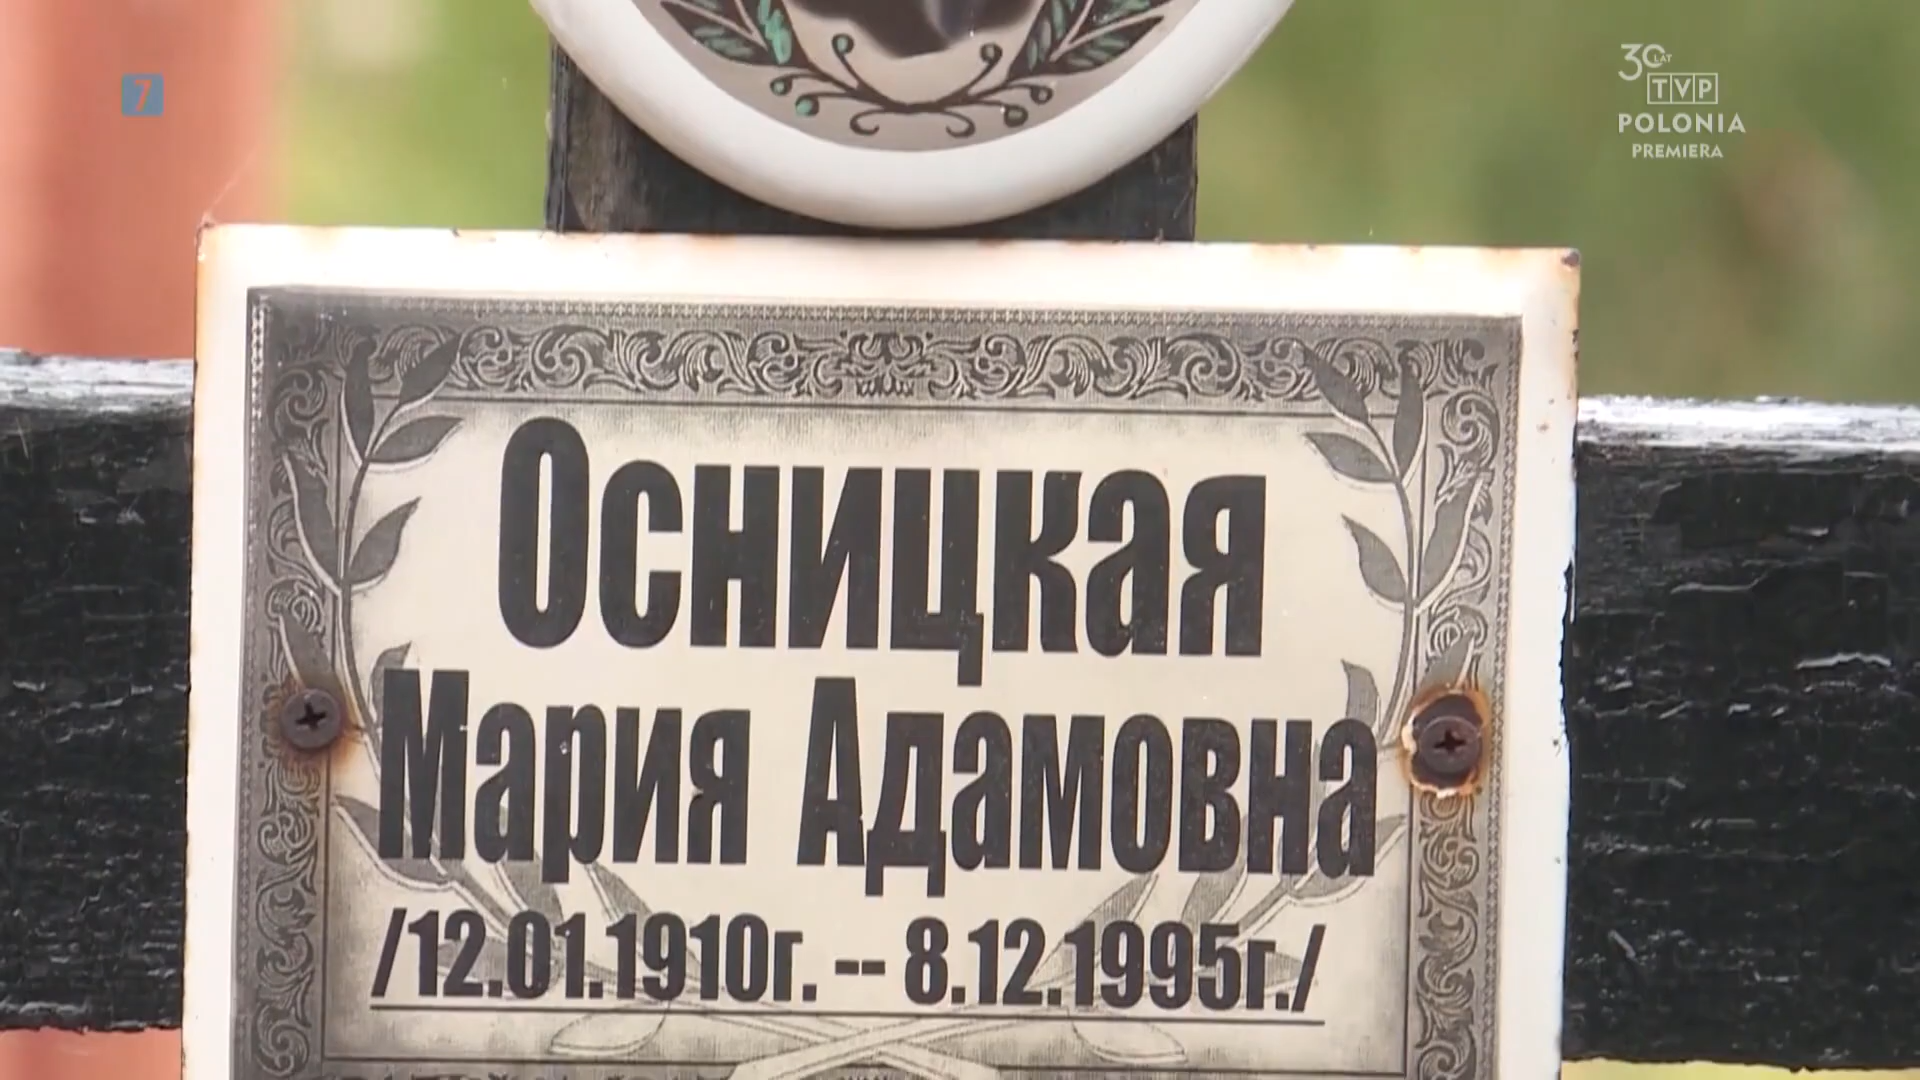 7
30 LAT
TVP
POLONIA
PREMIERA
Осницкая
Мария Адамовна
/12.01.1910г. -- 8.12.1995г./